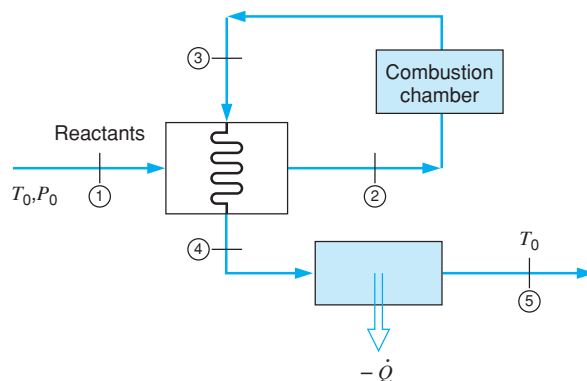 3
Combustion
chamber
Reactants
1
T₀,P₀
2
4
T₀
5
− Q̇